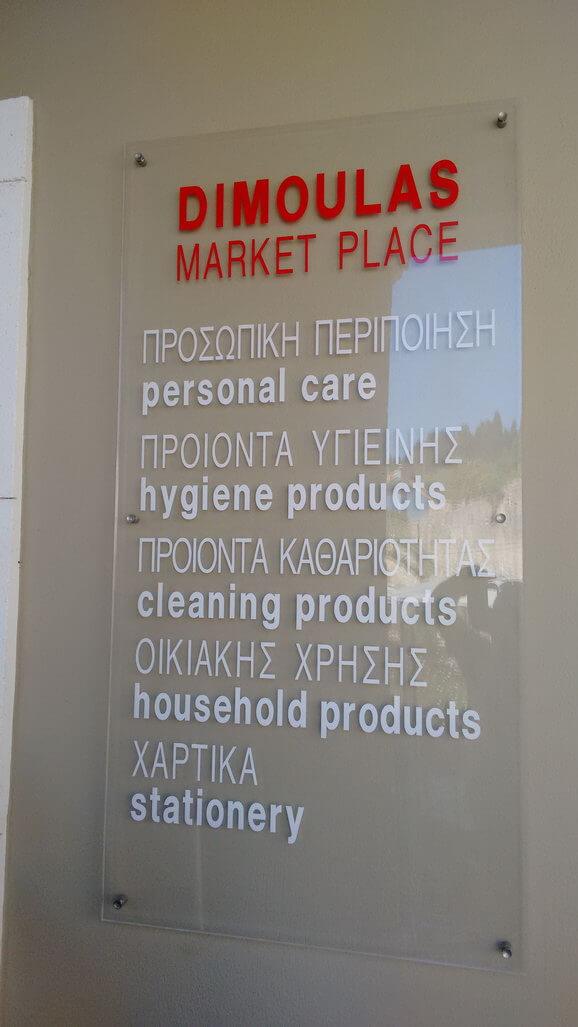 DIMOULAS
MARKET PLACE
ΠΡΟΣΩΠΙΚΗ ΠΕΡΙΠΟΙΗΣΗ
personal care
ΠΡΟΙΟΝΤΑ ΥΓΙΕΙΝΗΣ
hygiene products
ΠΡΟΙΟΝΤΑ ΚΑΘΑΡΙΟΤΗΤΑΣ
cleaning products
ΟΙΚΙΑΚΗΣ ΧΡΗΣΗΣ
household products
ΧΑΡΤΙΚΑ
stationery